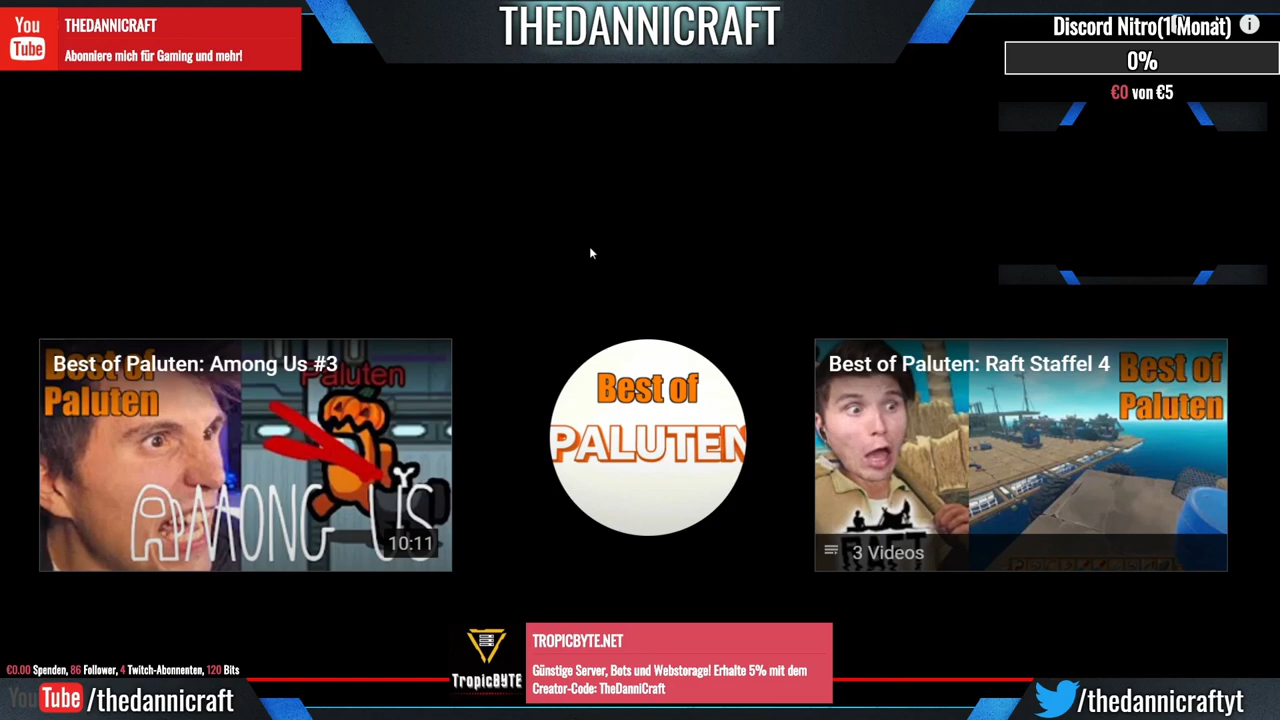 You
Tube
THEDANNICRAFT
Abonniere mich für Gaming und mehr!
THEDANNICRAFT
Discord Nitro(1 Monat)
0%
€0 von €5
Best of Paluten: Among Us #3
Best of
Paluten
Paluten
AMONG US
10:11
Best of
PALUTEN
Best of Paluten: Raft Staffel 4
Best of
Paluten
RAFT
3 Videos
TROPICBYTE.NET
Günstige Server, Bots und Webstorage! Erhalte 5% mit dem
Creator-Code: TheDanniCraft
TropicBYTE
€0.00 Spenden, 86 Follower, 4 Twitch-Abonnenten, 120 Bits
YouTube /thedannicraft
/thedannicraftyt